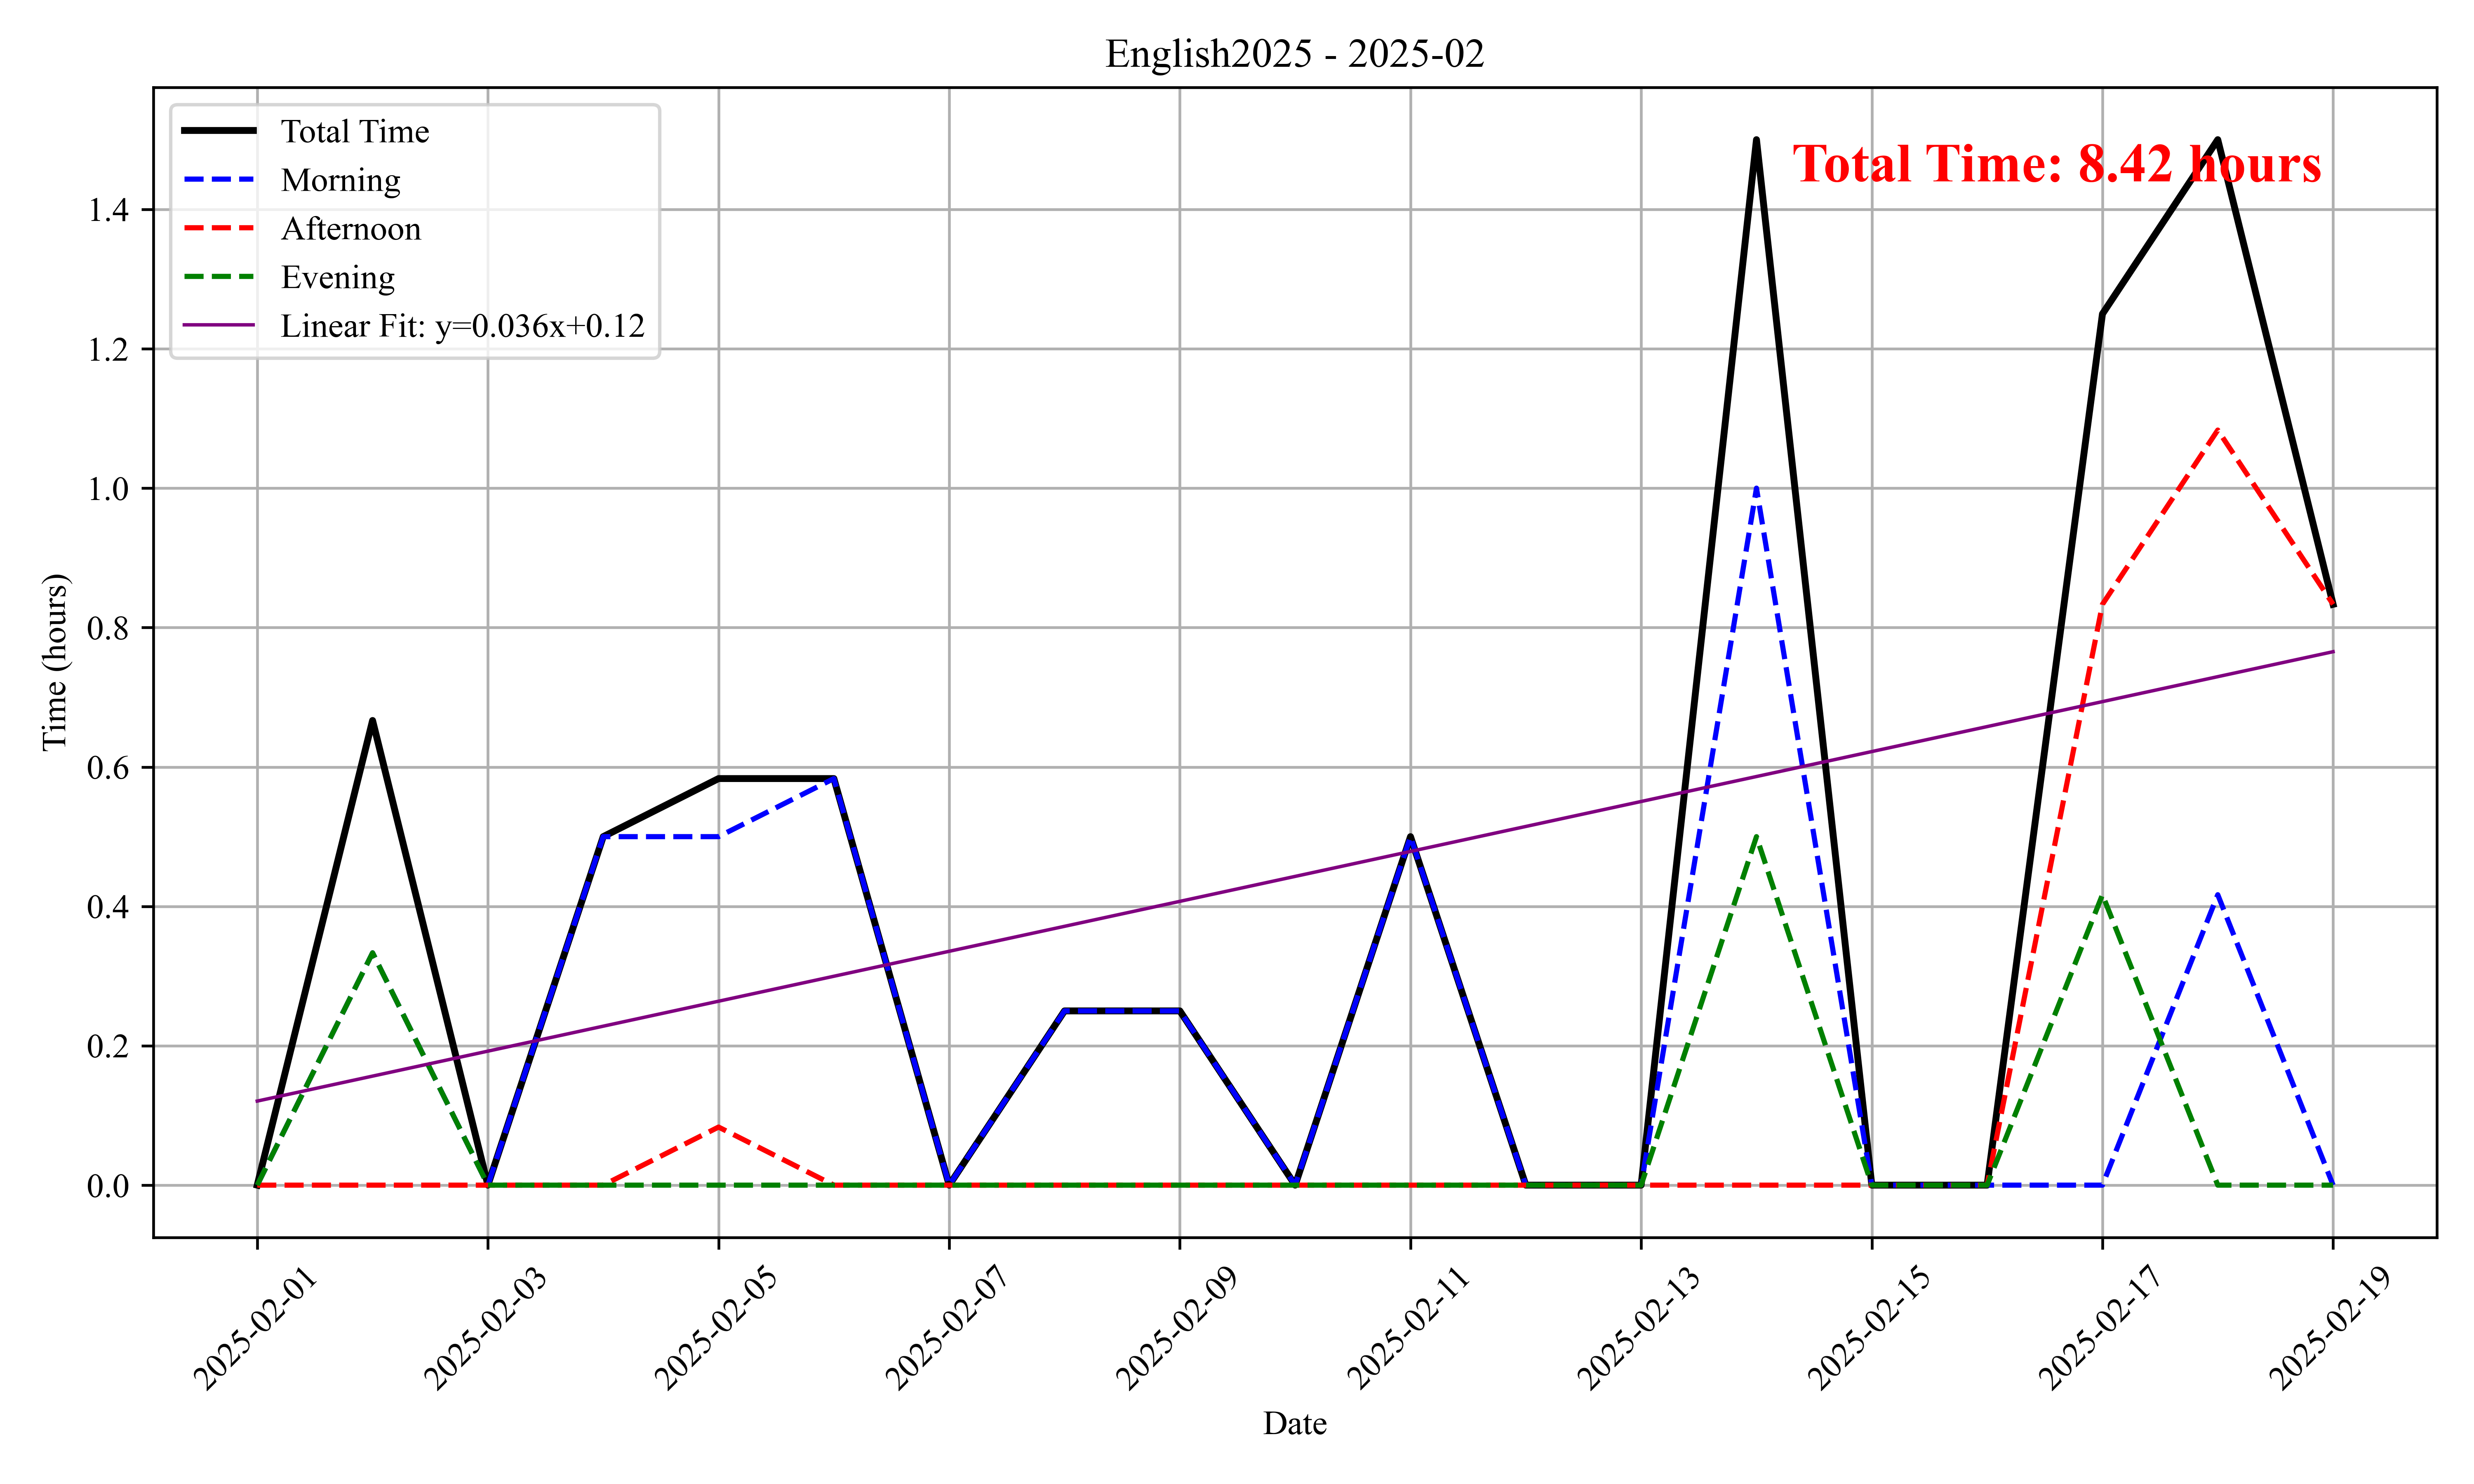 English2025 - 2025-02
Total Time
Morning
Afternoon
Evening
Linear Fit: y=0.036x+0.12
Total Time: 8.42 hours
Time (hours)
1.4
1.2
1.0
0.8
0.6
0.4
0.2
0.0
2025-02-01
2025-02-03
2025-02-05
2025-02-07
2025-02-09
2025-02-11
2025-02-13
2025-02-15
2025-02-17
2025-02-19
Date